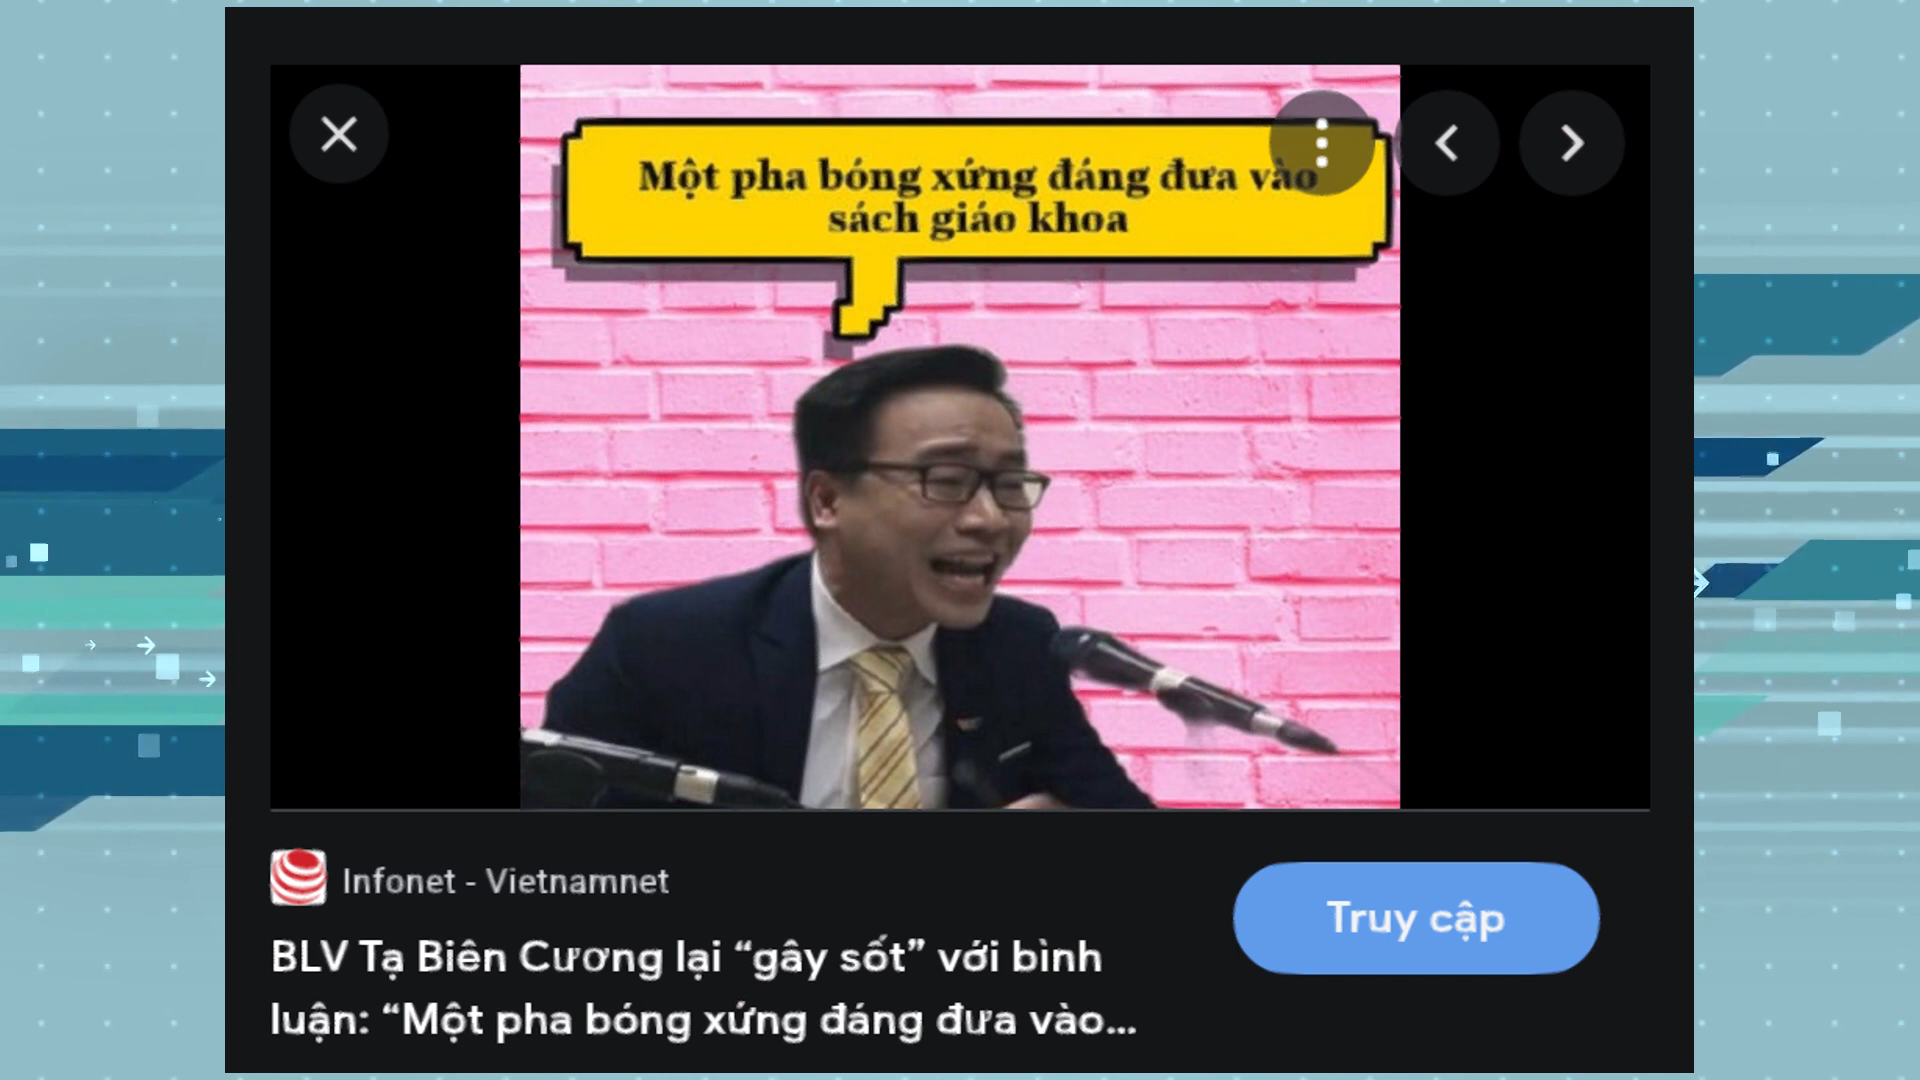 Một pha bóng xứng đáng đưa vào
sách giáo khoa
Infonet - Vietnamnet
Truy cập
BLV Tạ Biên Cương lại “gây sốt” với bình
luận: “Một pha bóng xứng đáng đưa vào...